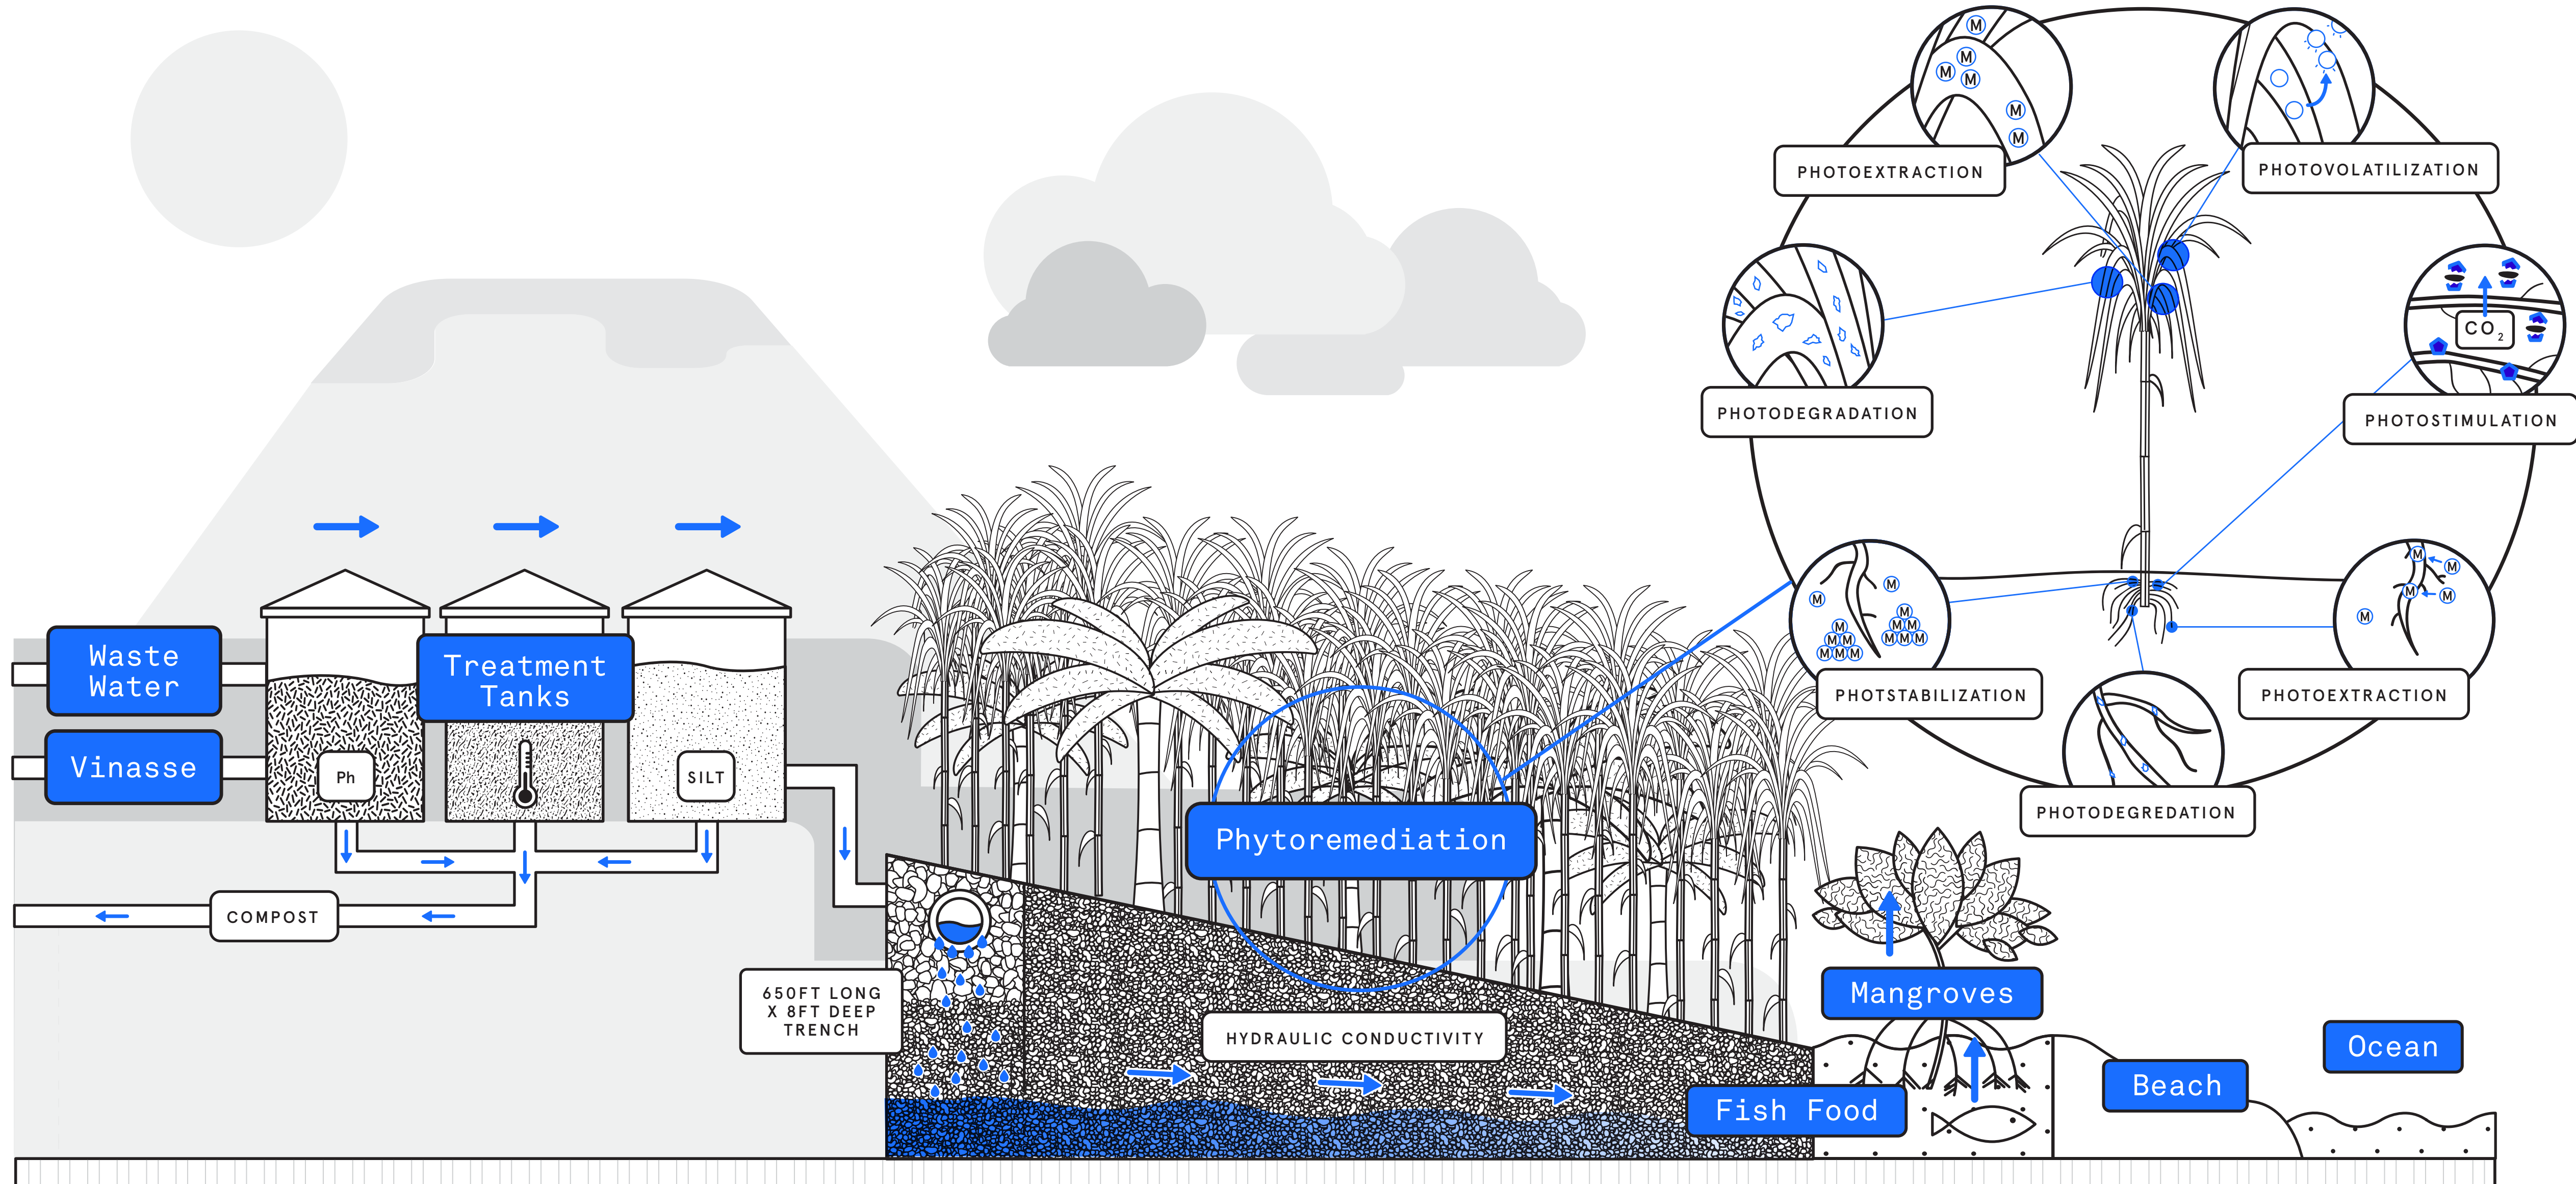 PHOTOEXTRACTION
M
M
M
M
M
M
PHOTOVOLATILIZATION
PHOTODEGRADATION
CO2
PHOTOSTIMULATION
M
M
M
M M
M M M
M
M M
M M M
PHOTSTABILIZATION
M
M
M
M
M
PHOTOEXTRACTION
PHOTODEGREDATION
Waste
Water
Vinasse
Treatment
Tanks
Ph
SILT
COMPOST
650FT LONG
X 8FT DEEP
TRENCH
Phytoremediation
HYDRAULIC CONDUCTIVITY
Mangroves
Fish Food
Beach
Ocean